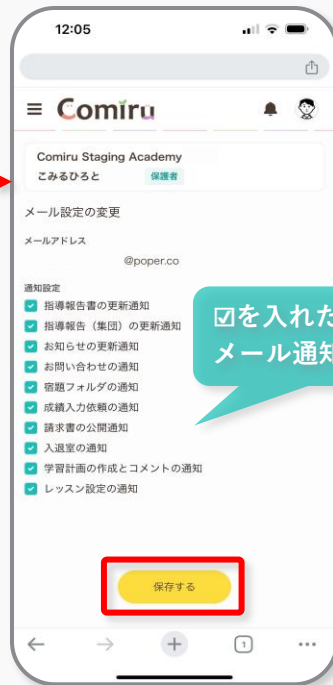 12:05
Comiru
Comiru Staging Academy
こみるひろと 保護者
メール設定の変更
メールアドレス
@poper.co
通知設定
指導報告書の更新通知
指導報告（集団）の更新通知
お知らせの更新通知
お問い合わせの通知
宿題フォルダの通知
成績入力依頼の通知
請求書の公開通知
入退室の通知
学習計画の作成とコメントの通知
レッスン設定の通知
☑を入れた
メール通知
保存する
1